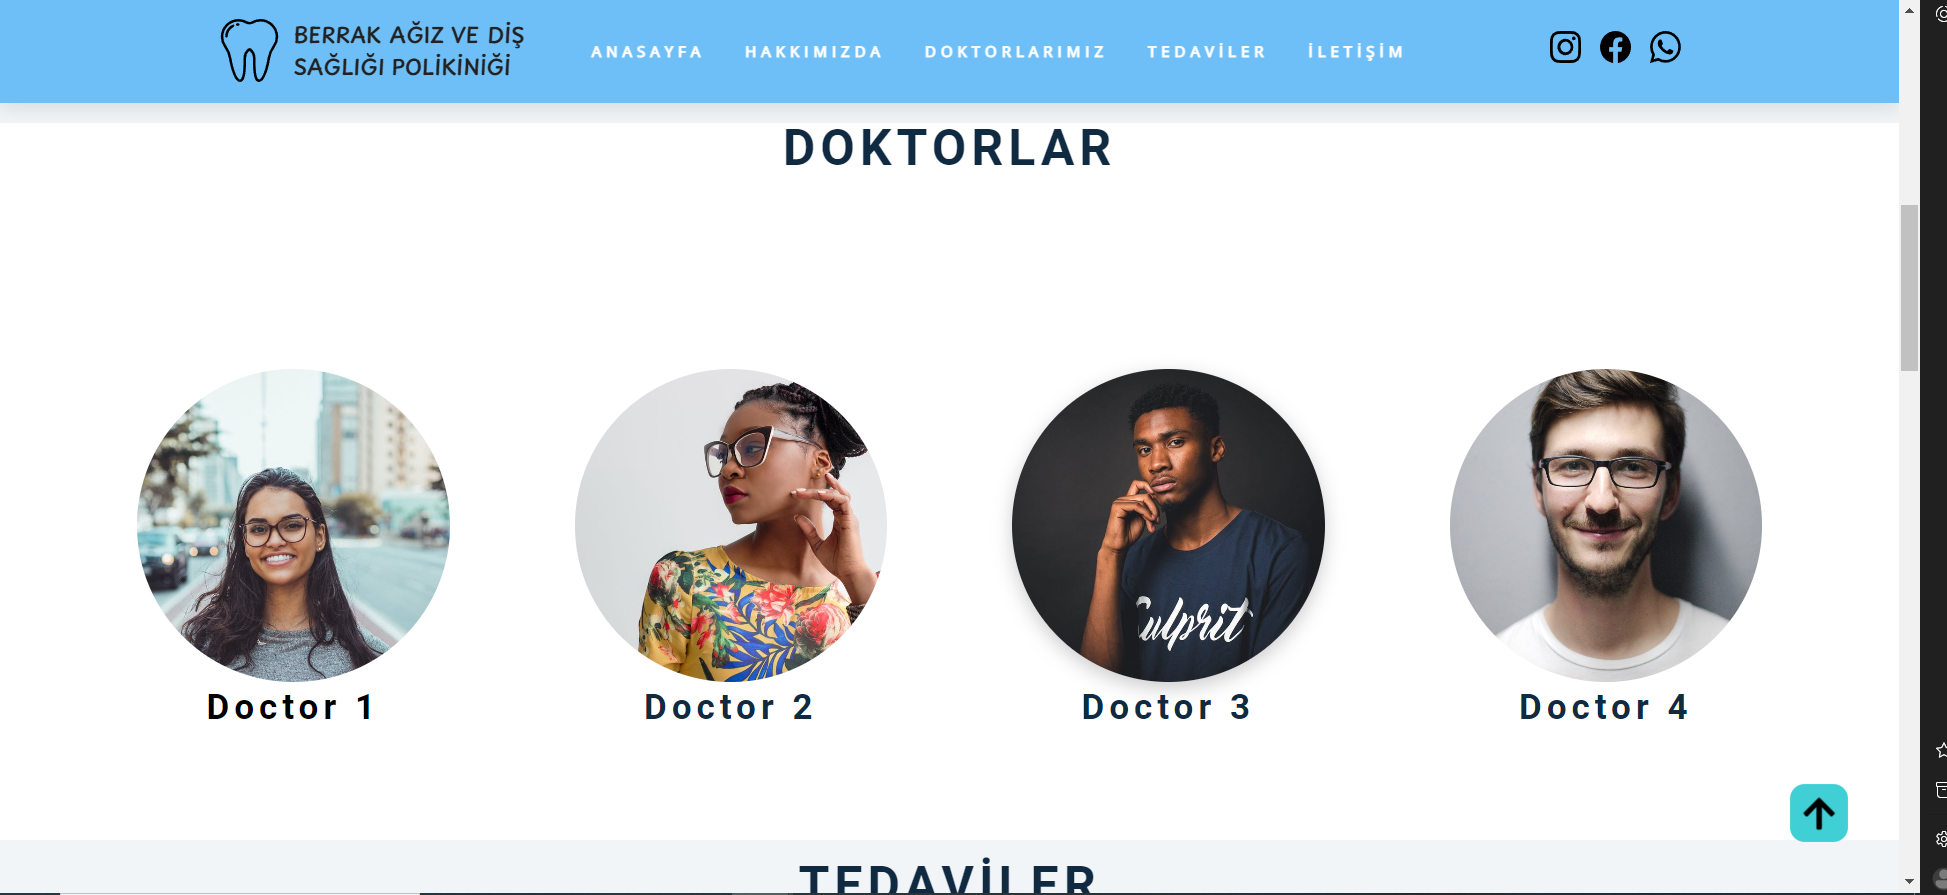 BERRAK AĞIZ VE DİŞ
SAĞLIĞI POLİKİNİĞİ
ANASAYFA HAKKIMIZDA DOKTORLARIMIZ TEDAVİLER İLETİŞİM
DOKTORLAR
Culprit
Doctor 1 Doctor 2 Doctor 3 Doctor 4
TEDAVİLER